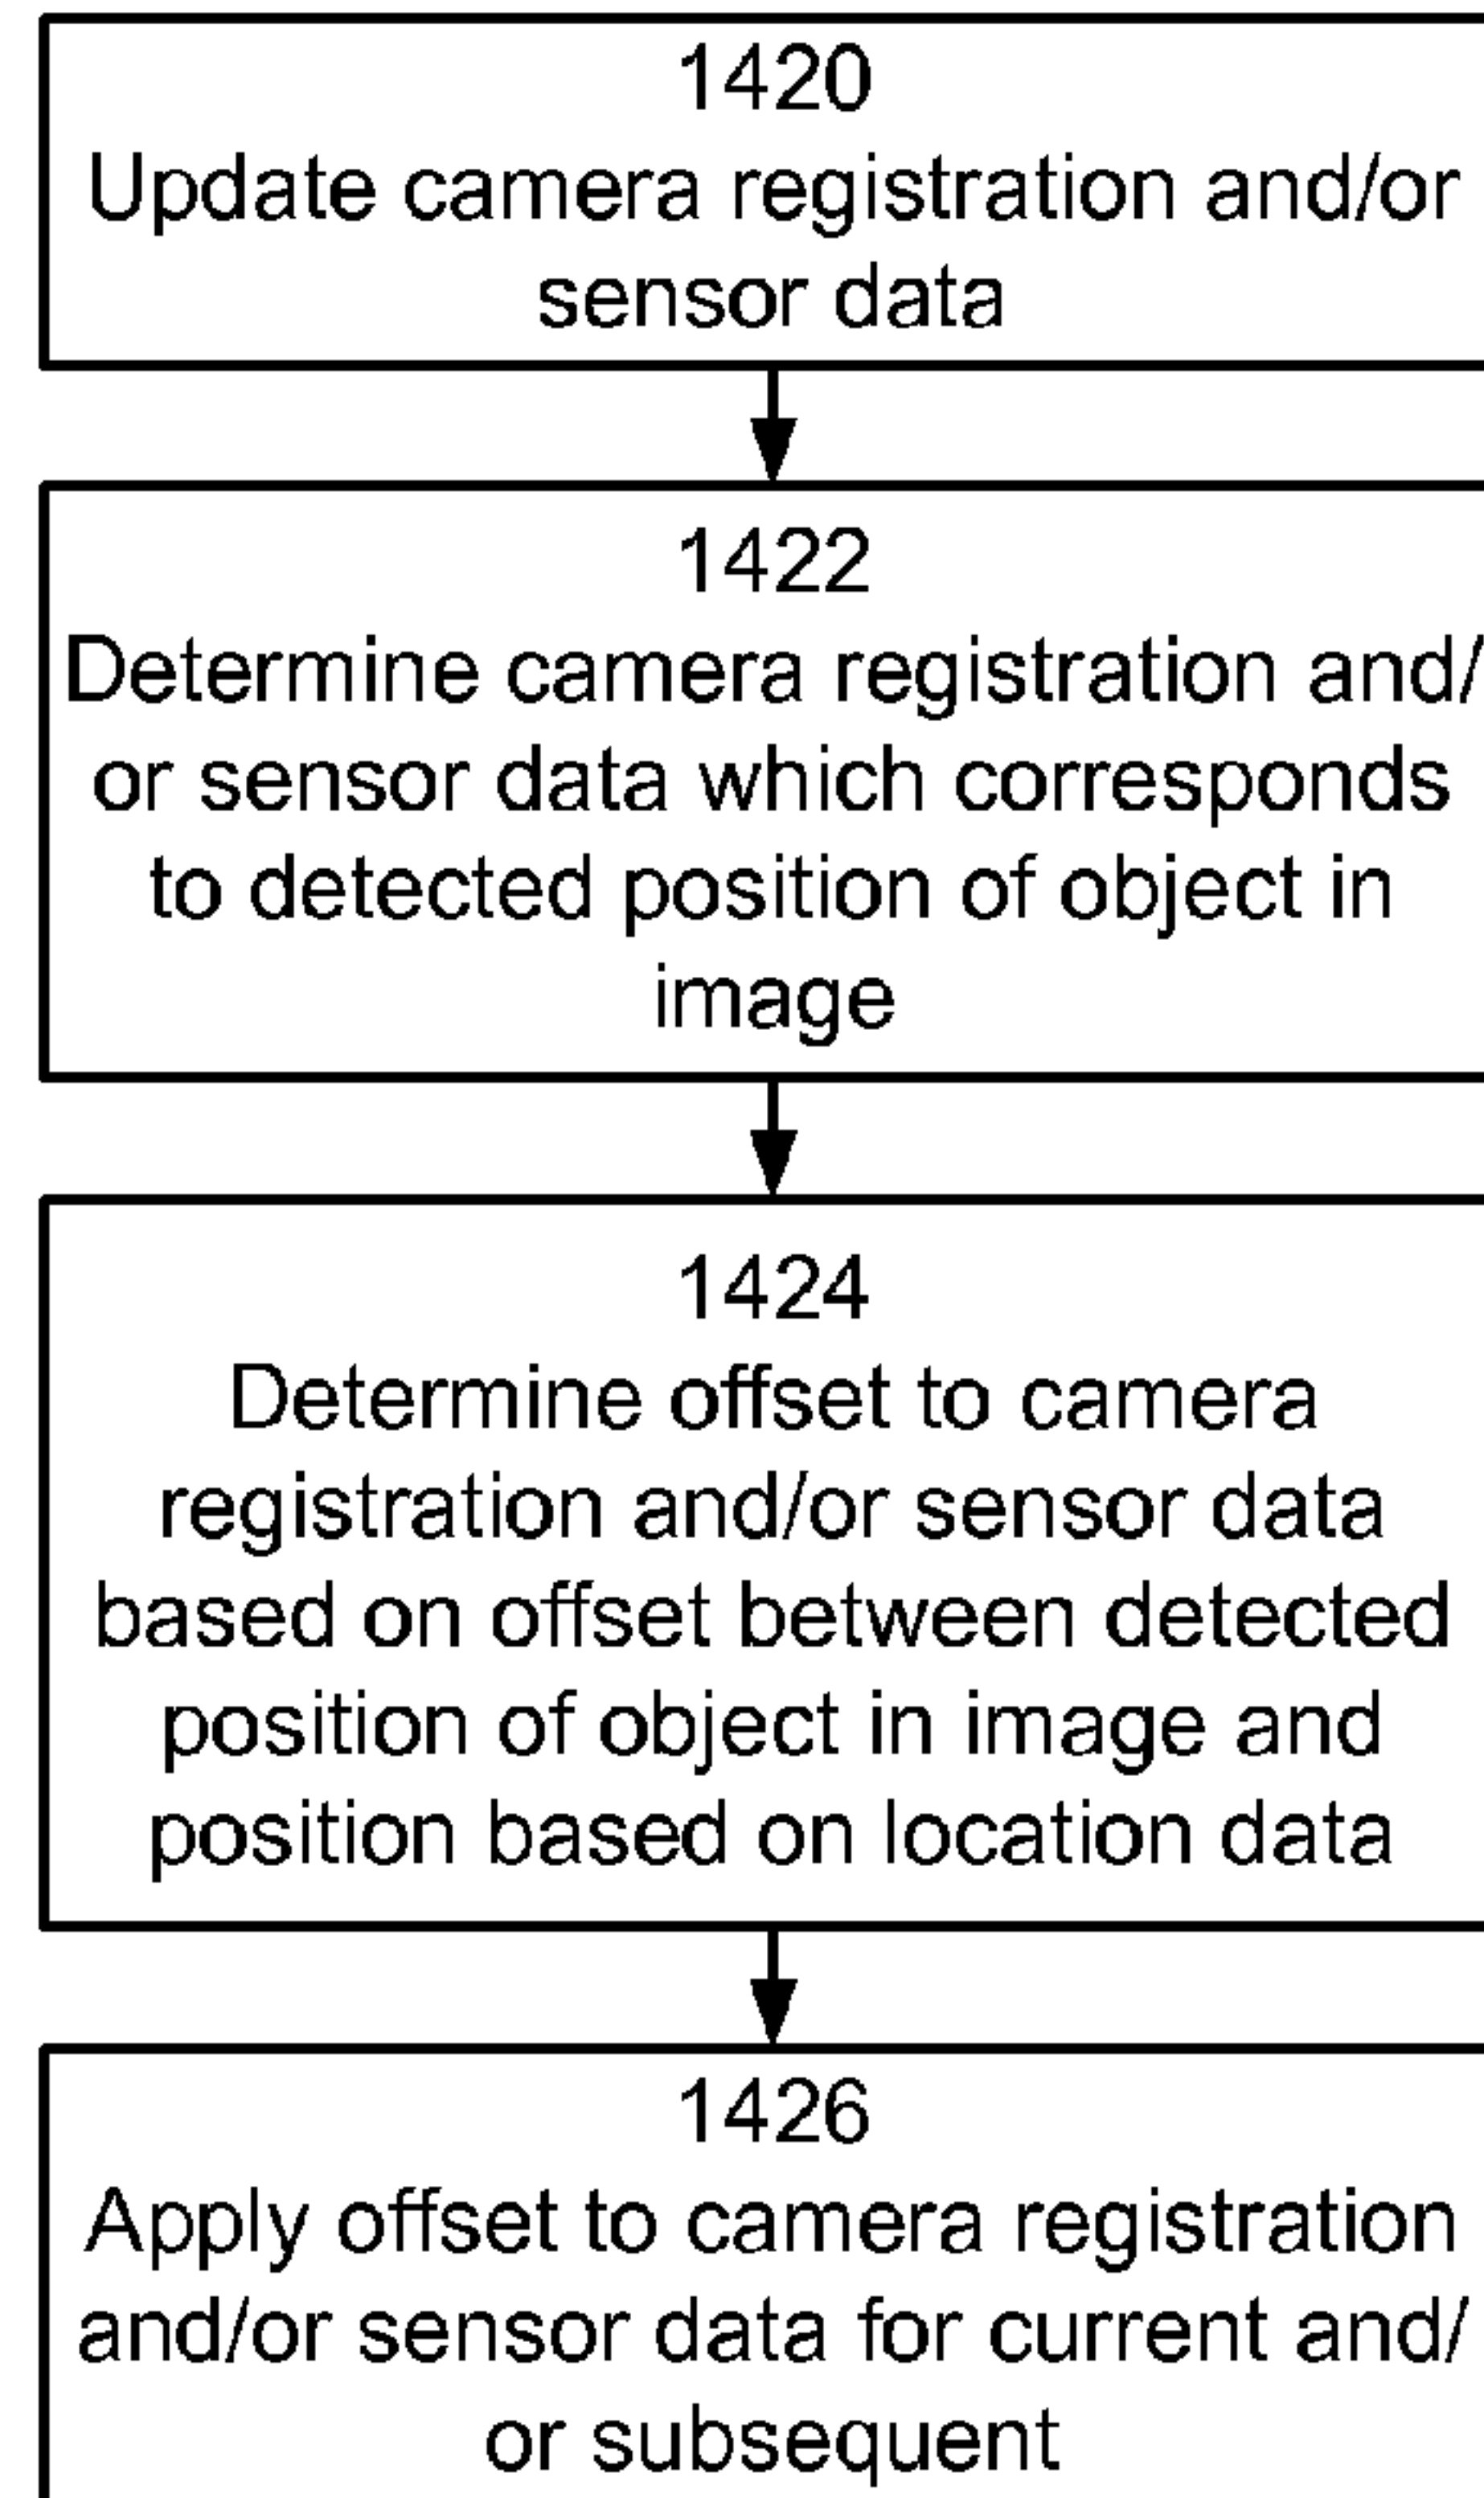 1420
Update camera registration and/or
sensor data
1422
Determine camera registration and/
or sensor data which corresponds
to detected position of object in
image
1424
Determine offset to camera
registration and/or sensor data
based on offset between detected
position of object in image and
position based on location data
1426
Apply offset to camera registration
and/or sensor data for current and/
or subsequent